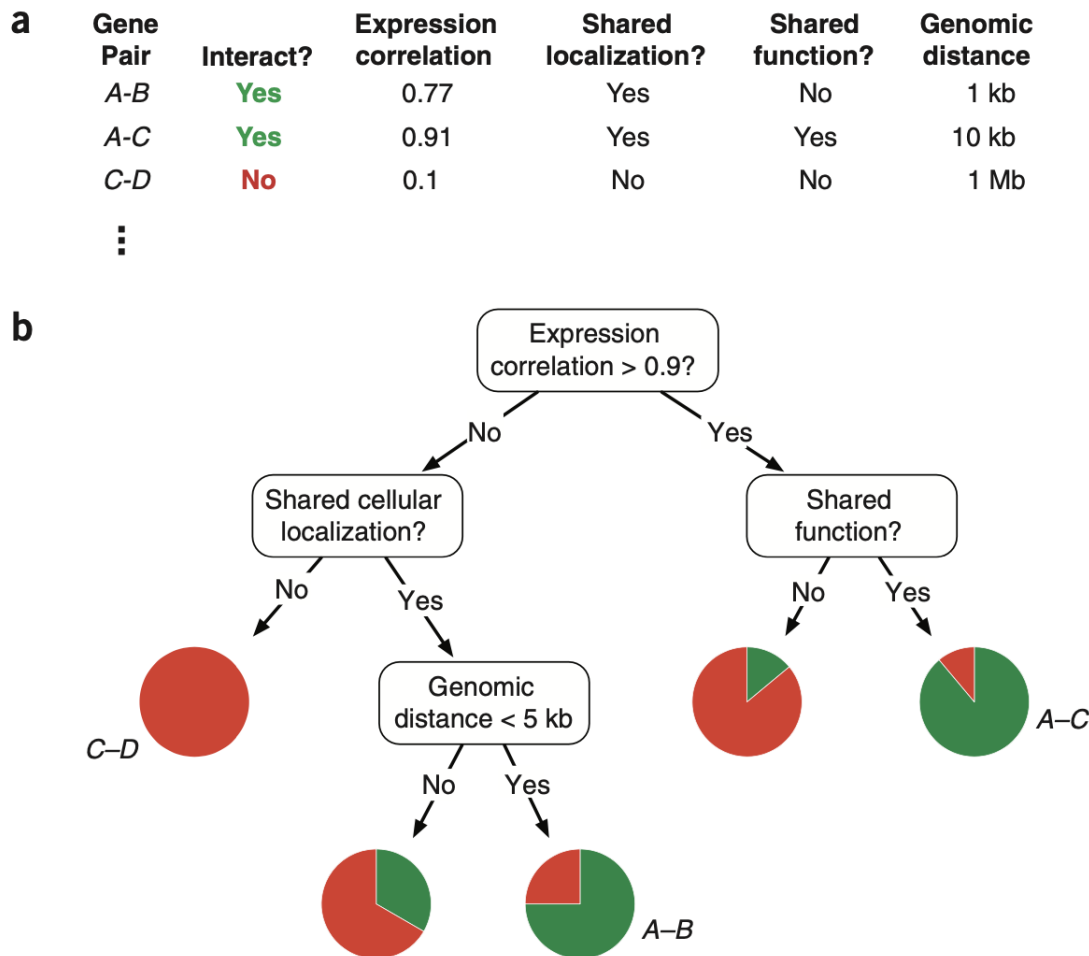 a
Gene Pair Interact? Expression correlation Shared localization? Shared function? Genomic distance
A-B Yes 0.77 Yes No 1 kb
A-C Yes 0.91 Yes Yes 10 kb
C-D No 0.1 No No 1 Mb
⋮
b
Expression
correlation > 0.9?
No Yes
Shared cellular
localization?
Shared
function?
No Yes No Yes
C–D
Genomic
distance < 5 kb
A–C
No Yes
A–B